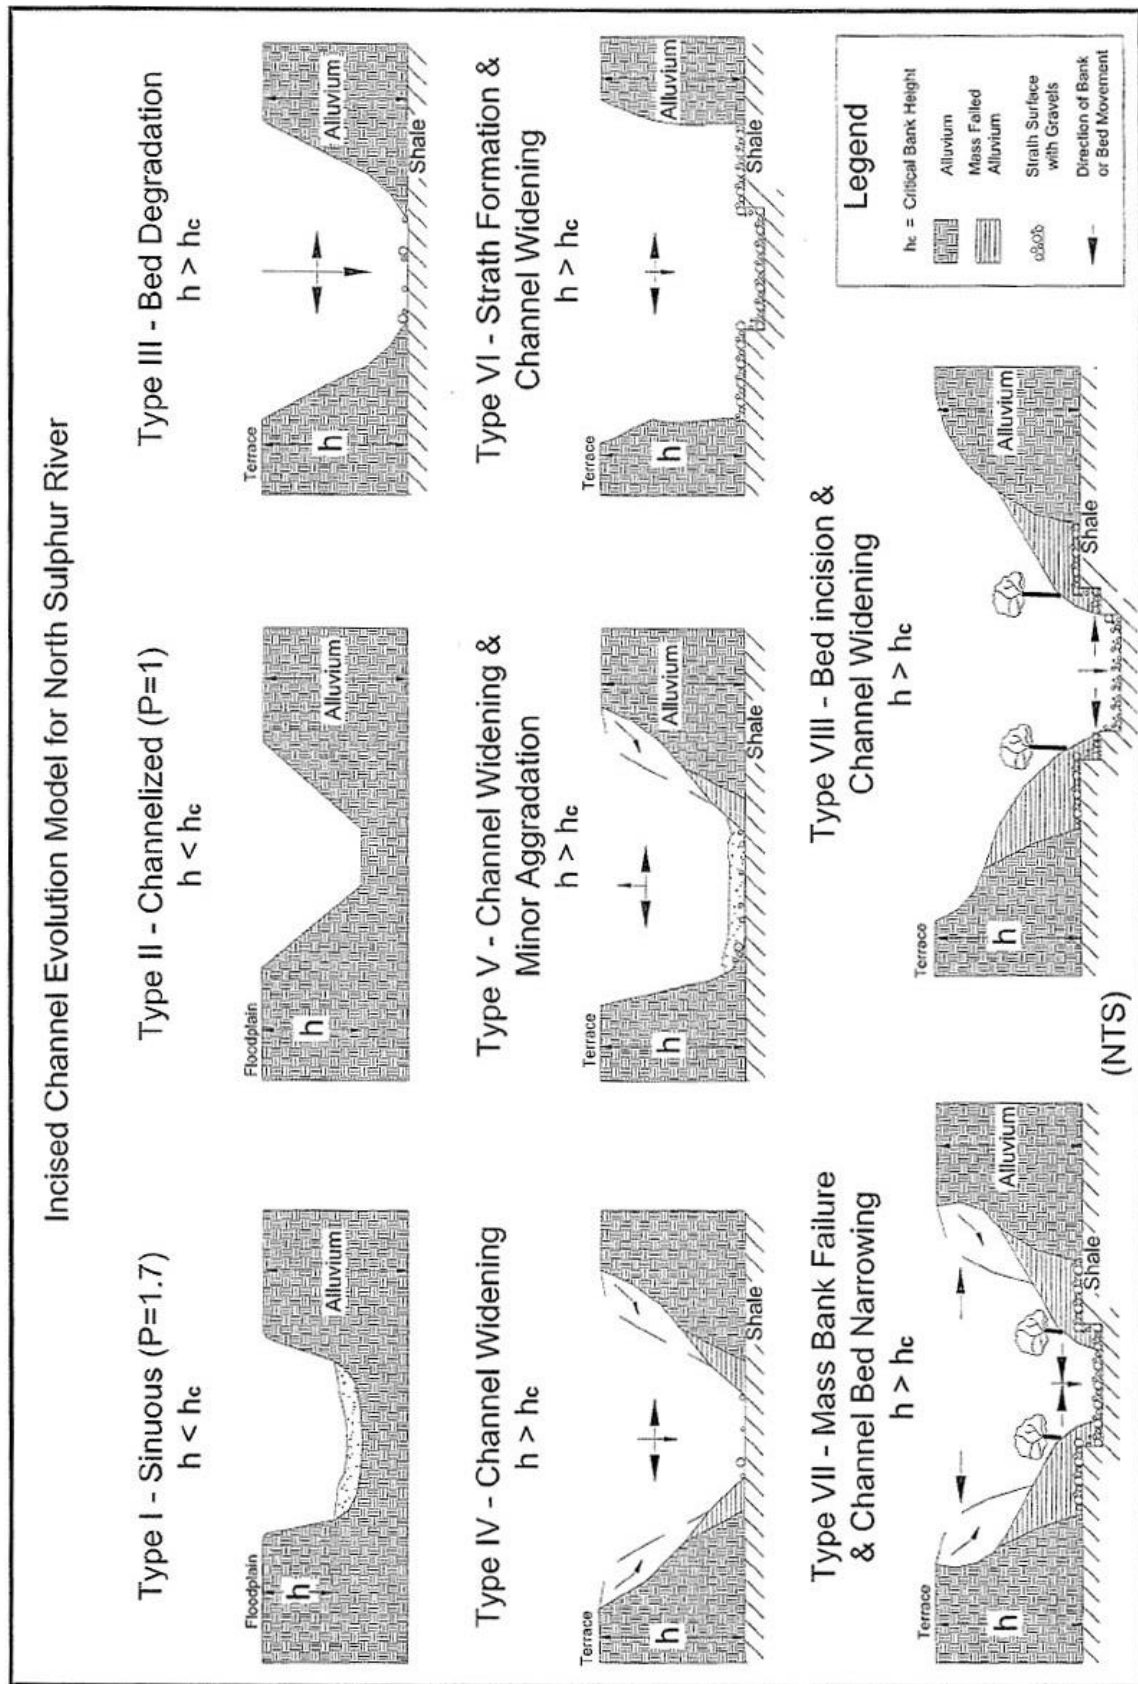 Incised Channel Evolution Model for North Sulphur River
Type I - Sinuous (P=1.7)
h < hc
Floodplain
h
Alluvium
Type II - Channelized (P=1)
h < hc
Floodplain
h
Alluvium
Type III - Bed Degradation
h > hc
Terrace
h
Alluvium
Shale
Type IV - Channel Widening
h > hc
Terrace
h
Shale
Type V - Channel Widening &
Minor Aggradation
h > hc
Terrace
h
Alluvium
Shale
Type VI - Strath Formation &
Channel Widening
h > hc
Terrace
h
Alluvium
Shale
Type VII - Mass Bank Failure
& Channel Bed Narrowing
h > hc
Terrace
h
Alluvium
Shale
Type VIII - Bed incision &
Channel Widening
h > hc
Terrace
h
Alluvium
Shale
(NTS)
Legend
hc = Critical Bank Height
Alluvium
Mass Failed
Alluvium
Strath Surface
with Gravels
Direction of Bank
or Bed Movement